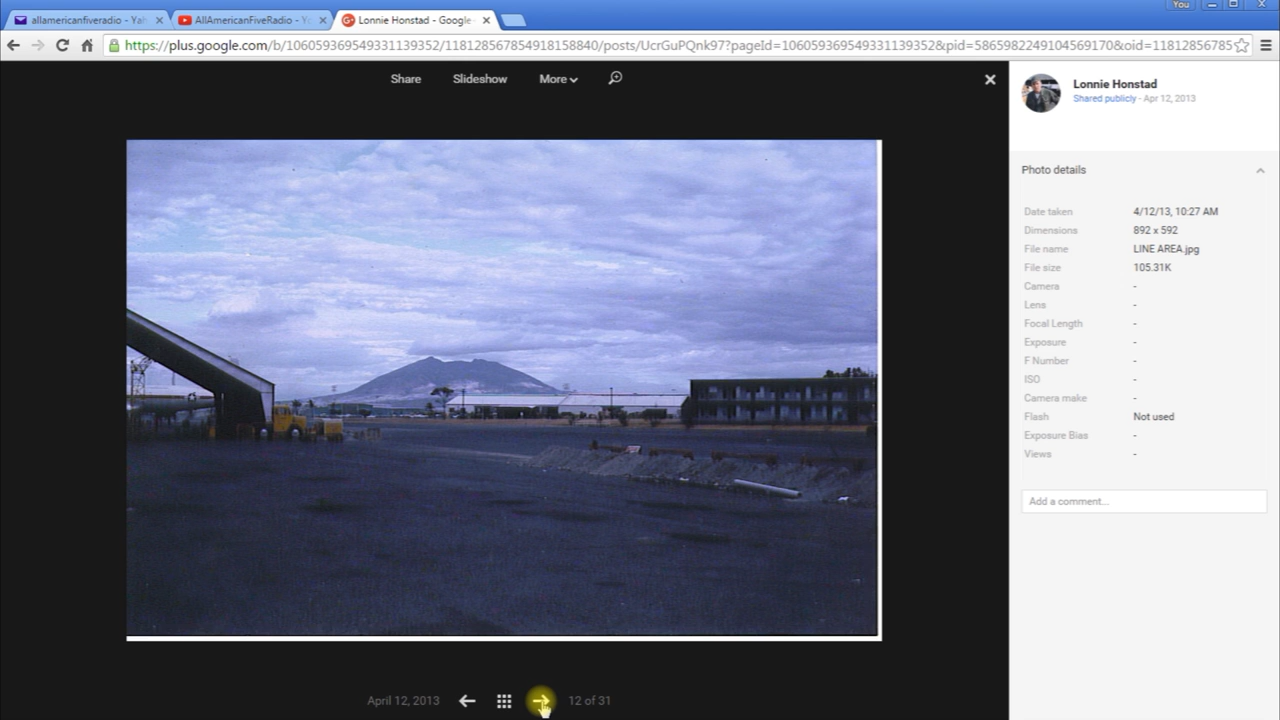 You
allamericanfiveradio - Yah
AllAmericanFiveRadio - Yo
Lonnie Honstad - Google
https://plus.google.com/b/106059369549331139352/118128567854918138840/posts/UcrGuPQnk97?pageId=106059369549331139352&pid=5865982249104569170&oid=11812856785
Share Slideshow More
Lonnie Honstad
Shared publicly - Apr 12, 2013
Photo details
Date taken 4/12/13, 10:27 AM
Dimensions 892 x 592
File name LINE AREA.jpg
File size 105.31K
Camera -
Lens -
Focal Length -
Exposure -
F Number -
ISO -
Camera make -
Flash Not used
Exposure Bias -
Views -
Add a comment...
April 12, 2013 12 of 31